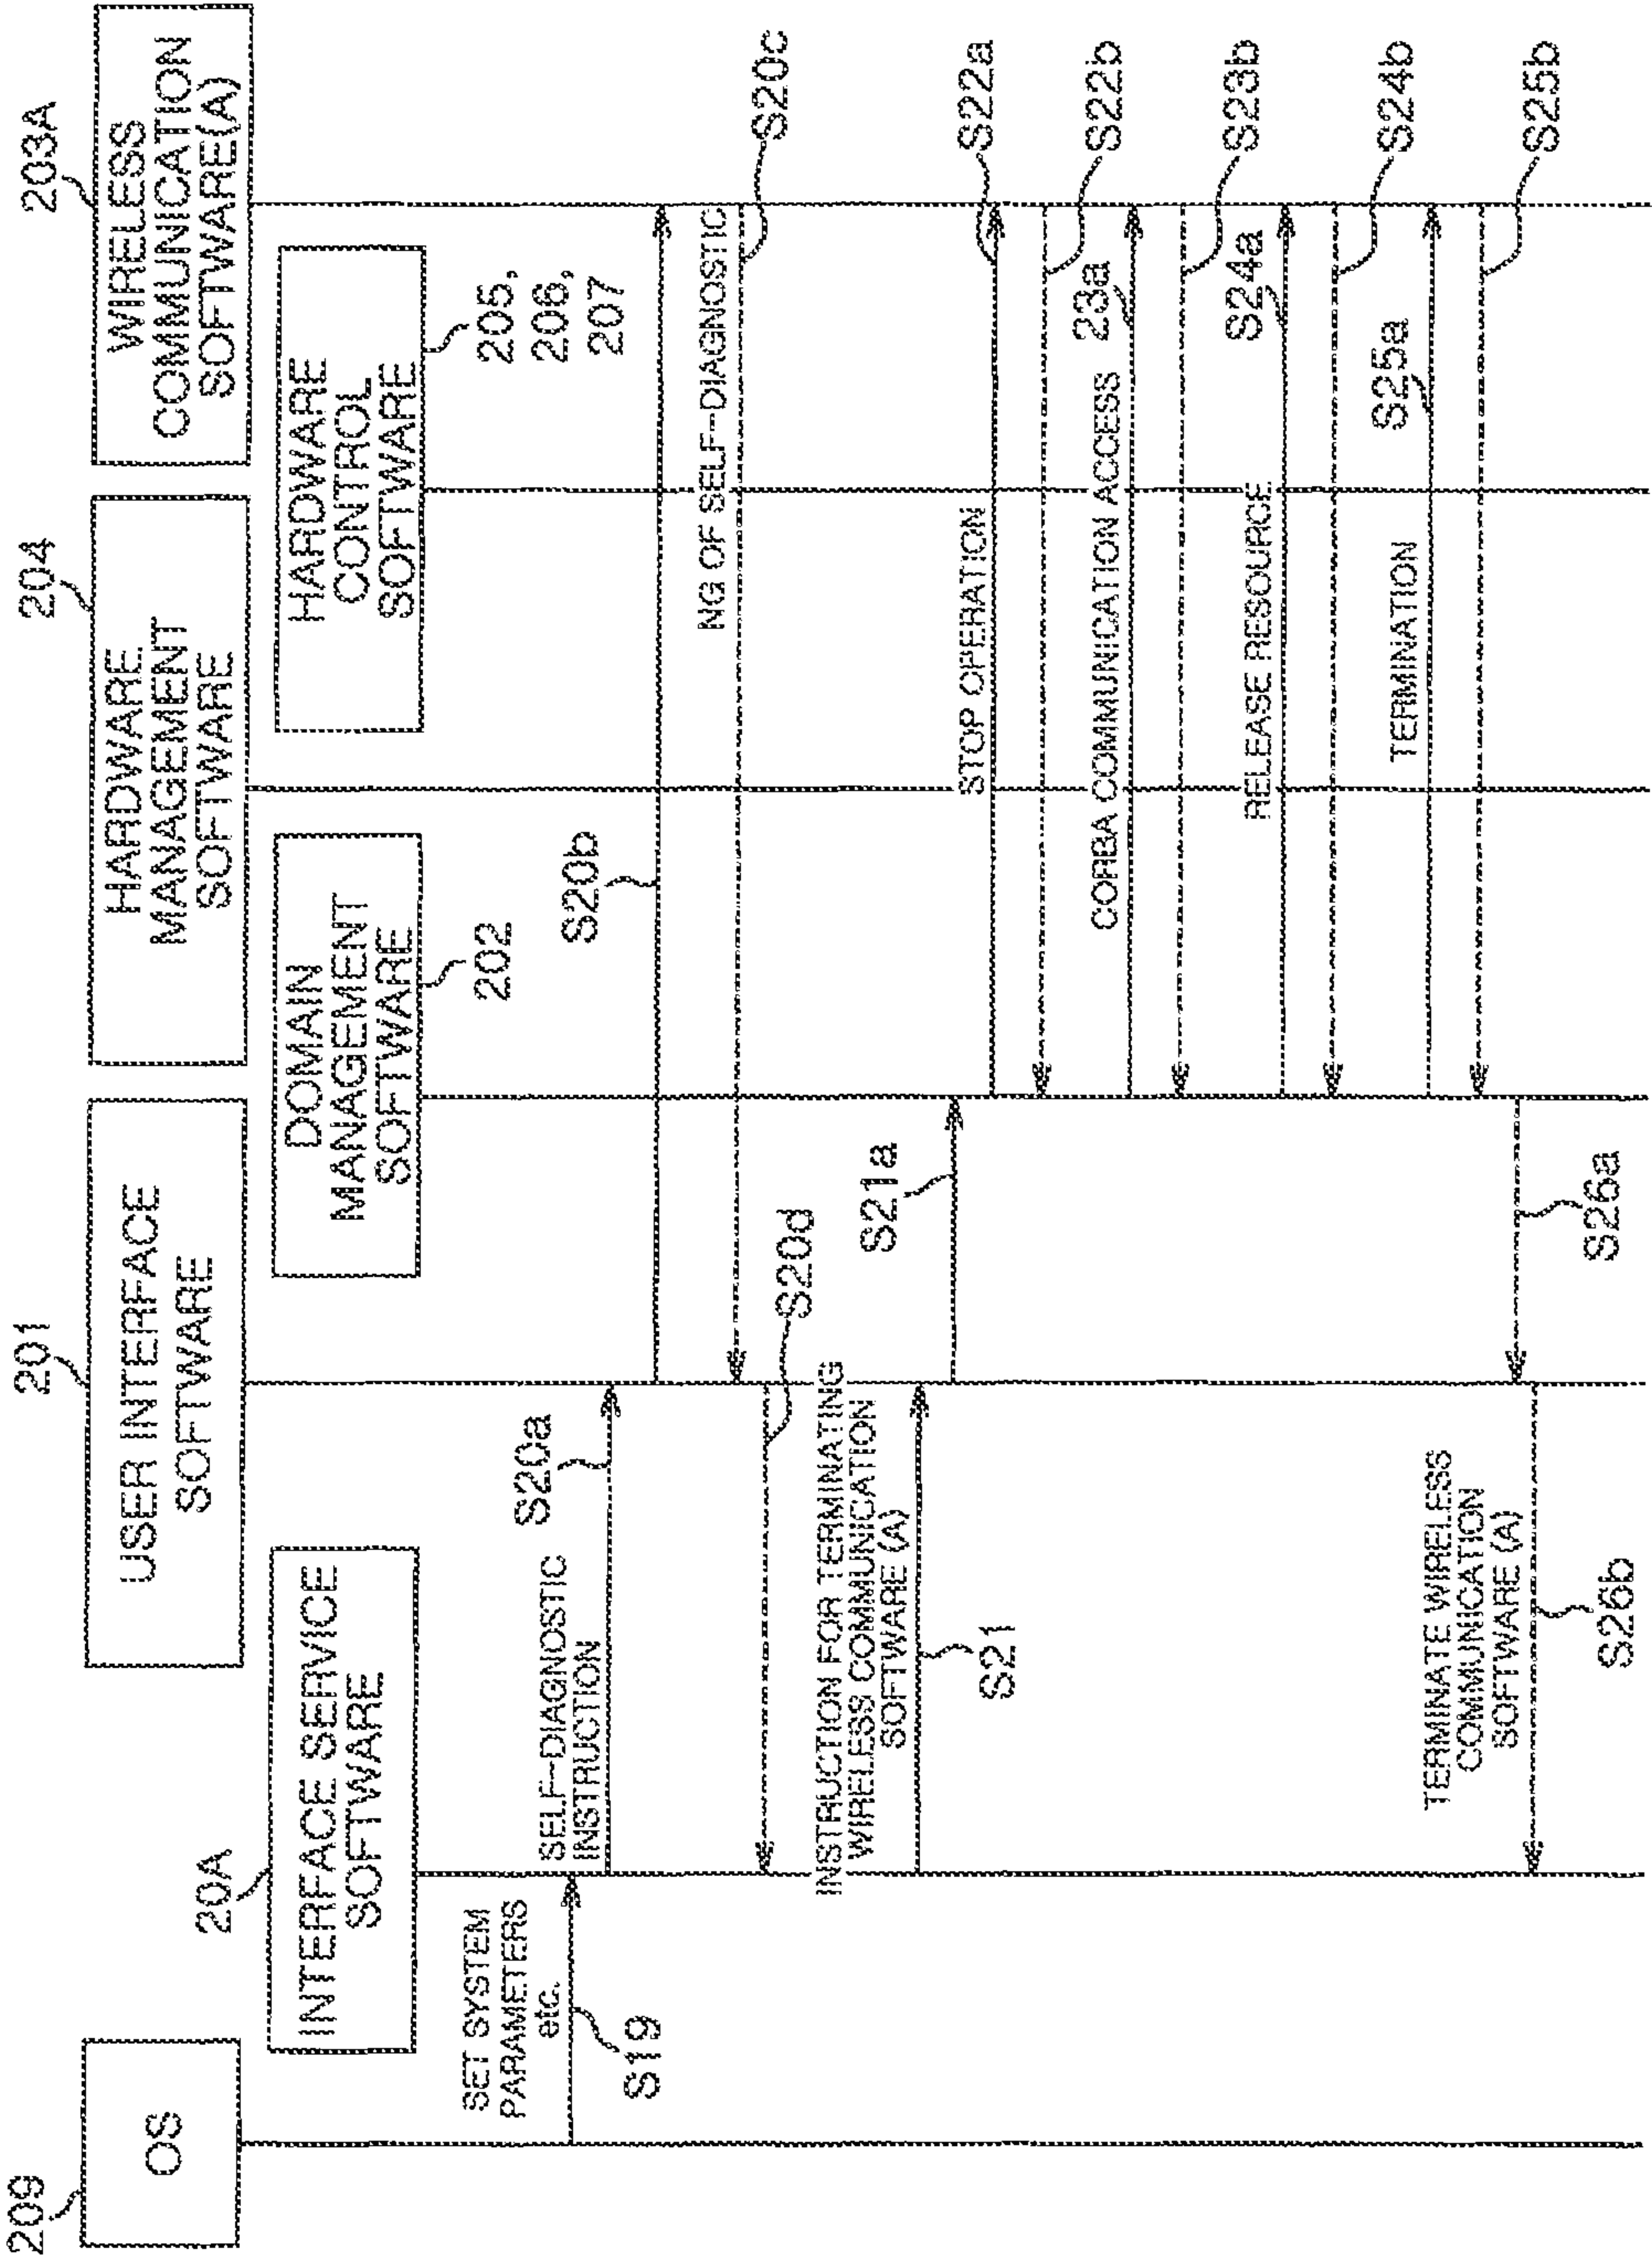 209
OS
20A
INTERFACE SERVICE
SOFTWARE
201
USER INTERFACE
SOFTWARE
DOMAIN
MANAGEMENT
SOFTWARE
202
204
HARDWARE
MANAGEMENT
SOFTWARE
HARDWARE
CONTROL
SOFTWARE
205,
206,
207
203A
WIRELESS
COMMUNICATION
SOFTWARE(A)
SET SYSTEM
PARAMETERS
etc.
S19
SELF-DIAGNOSTIC
INSTRUCTION
S20a
S20b
NG OF SELF-DIAGNOSTIC
S20c
S20d
INSTRUCTION FOR TERMINATING
WIRELESS COMMUNICATION
SOFTWARE (A)
S21
S21a
STOP OPERATION
S22a
S22b
CORBA COMMUNICATION ACCESS
23a
S23b
RELEASE RESOURCE
S24a
S24b
TERMINATION
S25a
S25b
S26a
TERMINATE WIRELESS
COMMUNICATION
SOFTWARE (A)
S26b